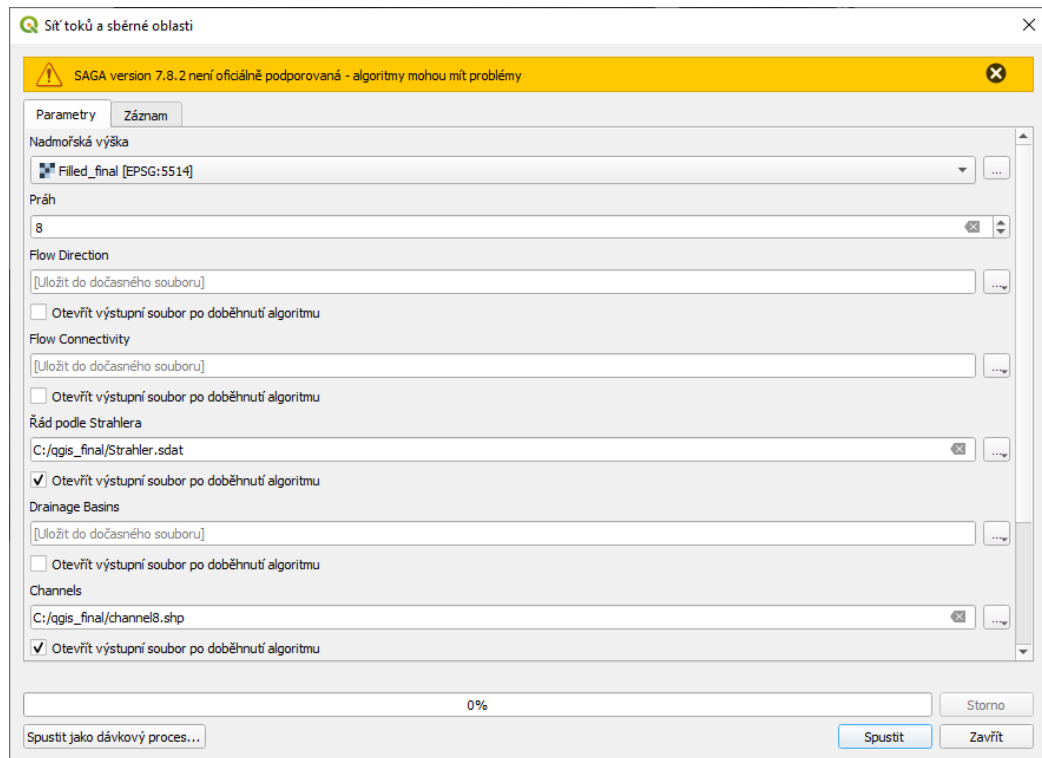 Síť toků a sběrné oblasti
SAGA version 7.8.2 není oficiálně podporovaná - algoritmy mohou mít problémy
Parametry
Záznam
Nadmořská výška
Filled_final [EPSG:5514]
...
Práh
8
Flow Direction
[Uložit do dočasného souboru]
...
Otevřít výstupní soubor po doběhnutí algoritmu
Flow Connectivity
[Uložit do dočasného souboru]
...
Otevřít výstupní soubor po doběhnutí algoritmu
Řád podle Strahlera
C:/qgis_final/Strahler.sdat
...
Otevřít výstupní soubor po doběhnutí algoritmu
Drainage Basins
[Uložit do dočasného souboru]
...
Otevřít výstupní soubor po doběhnutí algoritmu
Channels
C:/qgis_final/channel8.shp
...
Otevřít výstupní soubor po doběhnutí algoritmu
0%
Storno
Spustit jako dávkový proces...
Spustit
Zavřít